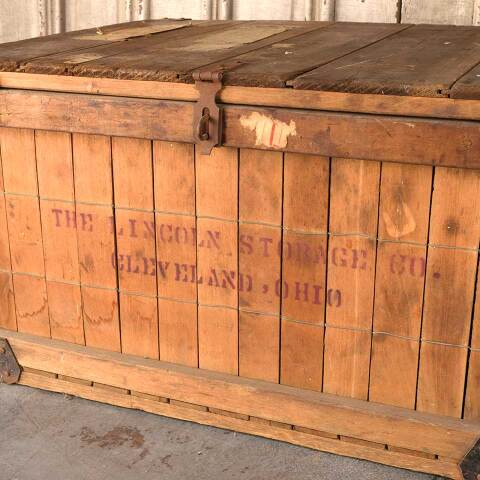 THE LINCOLN STORAGE CO.
CLEVELAND, OHIO